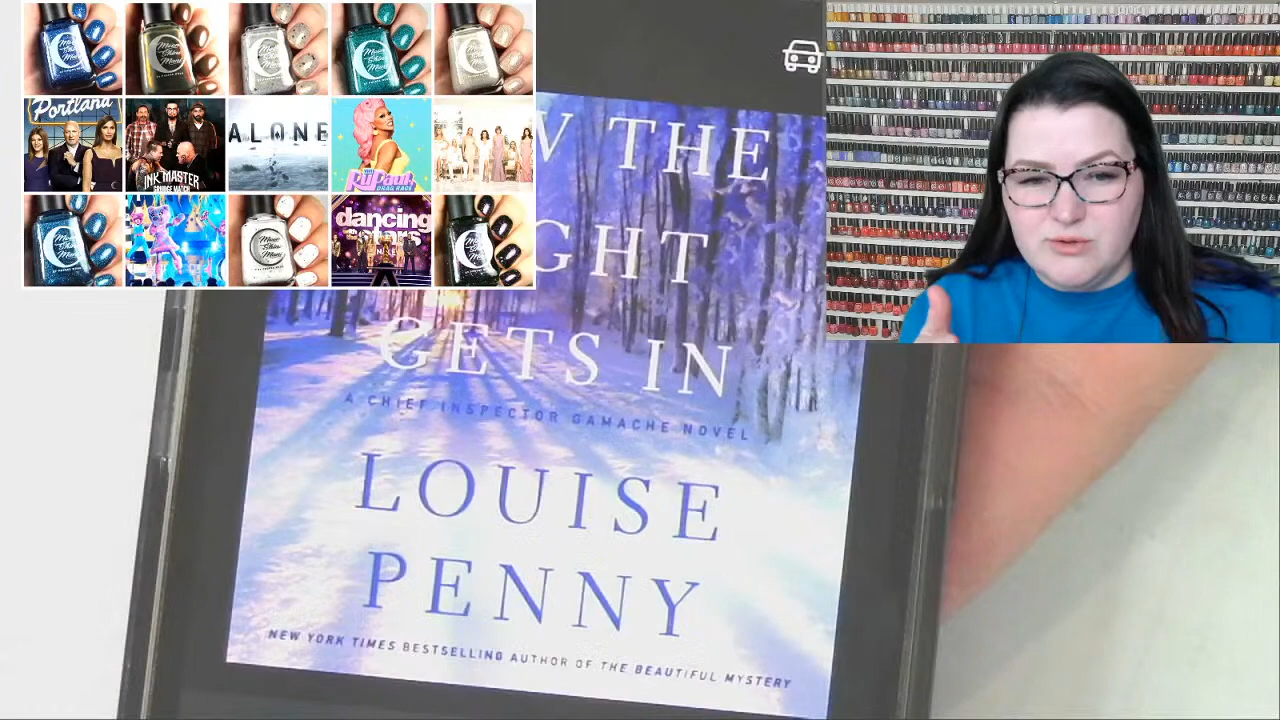 Portland
INK MASTER
ALONE
RuPaul's
DRAG RACE
dancing
W THE
GHT
GETS IN
A CHIEF INSPECTOR GAMACHE NOVEL
LOUISE
PENNY
NEW YORK TIMES BESTSELLING AUTHOR OF THE BEAUTIFUL MYSTERY